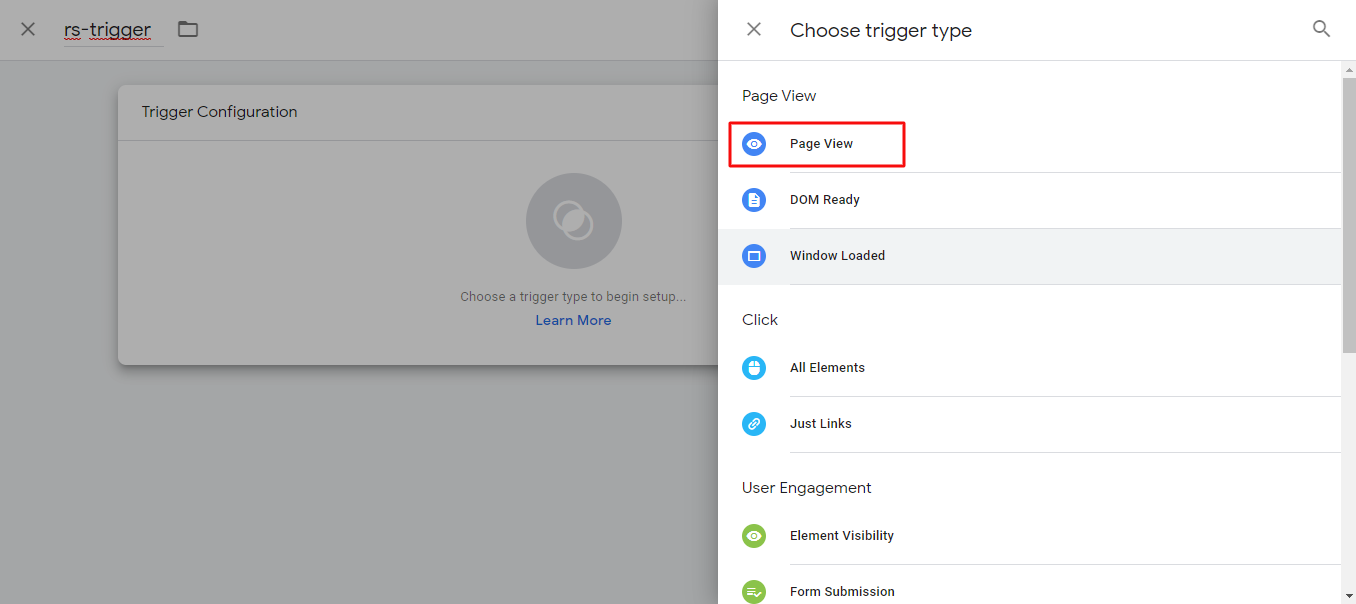 rs-trigger
Trigger Configuration
Choose a trigger type to begin setup...
Learn More
Choose trigger type
Page View
Page View
DOM Ready
Window Loaded
Click
All Elements
Just Links
User Engagement
Element Visibility
Form Submission